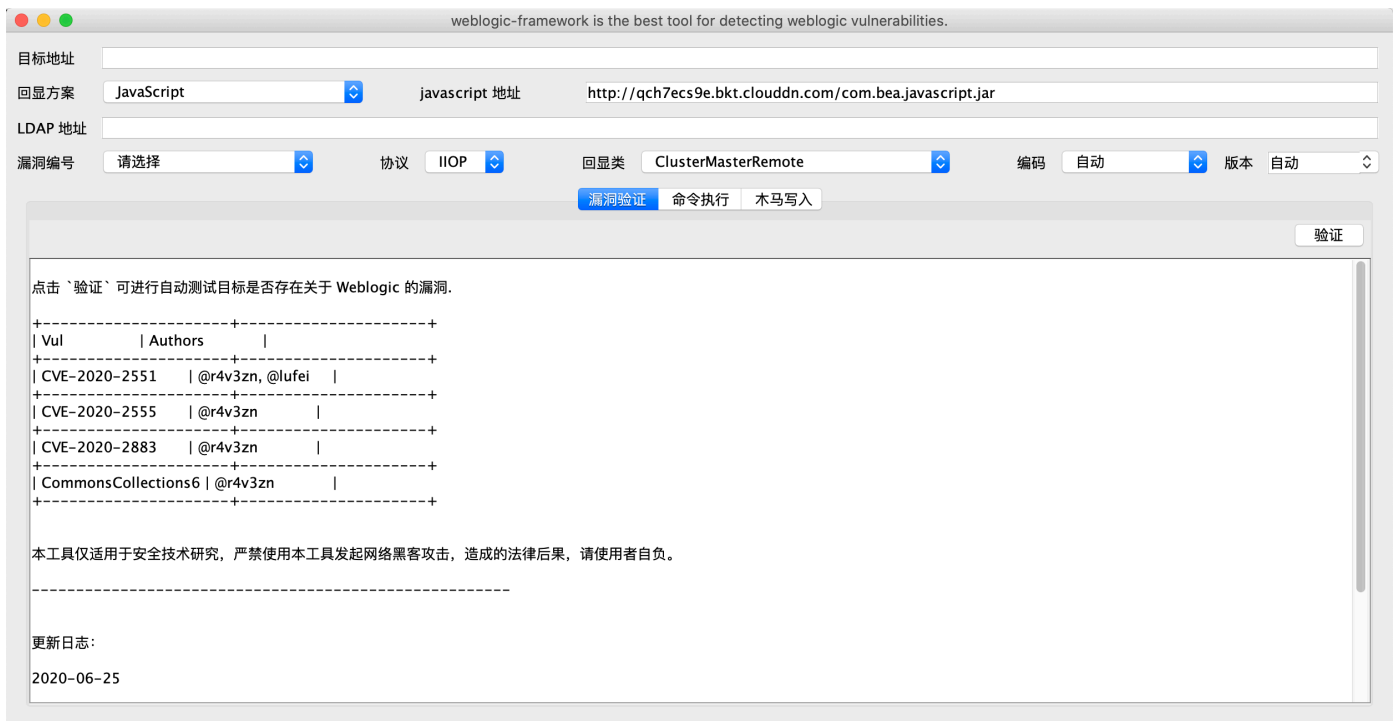 weblogic-framework is the best tool for detecting weblogic vulnerabilities.
目标地址
回显方案 JavaScript javascript 地址 http://qch7ecs9e.bkt.clouddn.com/com.bea.javascript.jar
LDAP 地址
漏洞编号 请选择 协议 IIOP 回显类 ClusterMasterRemote 编码 自动 版本 自动
漏洞验证 命令执行 木马写入
验证
点击 `验证` 可进行自动测试目标是否存在关于 Weblogic 的漏洞.
+---------------------+---------------------+
| Vul | Authors |
+---------------------+---------------------+
| CVE-2020-2551 | @r4v3zn, @lufei |
+---------------------+---------------------+
| CVE-2020-2555 | @r4v3zn |
+---------------------+---------------------+
| CVE-2020-2883 | @r4v3zn |
+---------------------+---------------------+
| CommonsCollections6 | @r4v3zn |
+---------------------+---------------------+
本工具仅适用于安全技术研究，严禁使用本工具发起网络黑客攻击，造成的法律后果，请使用者自负。
------------------------------------------------------
更新日志：
2020-06-25